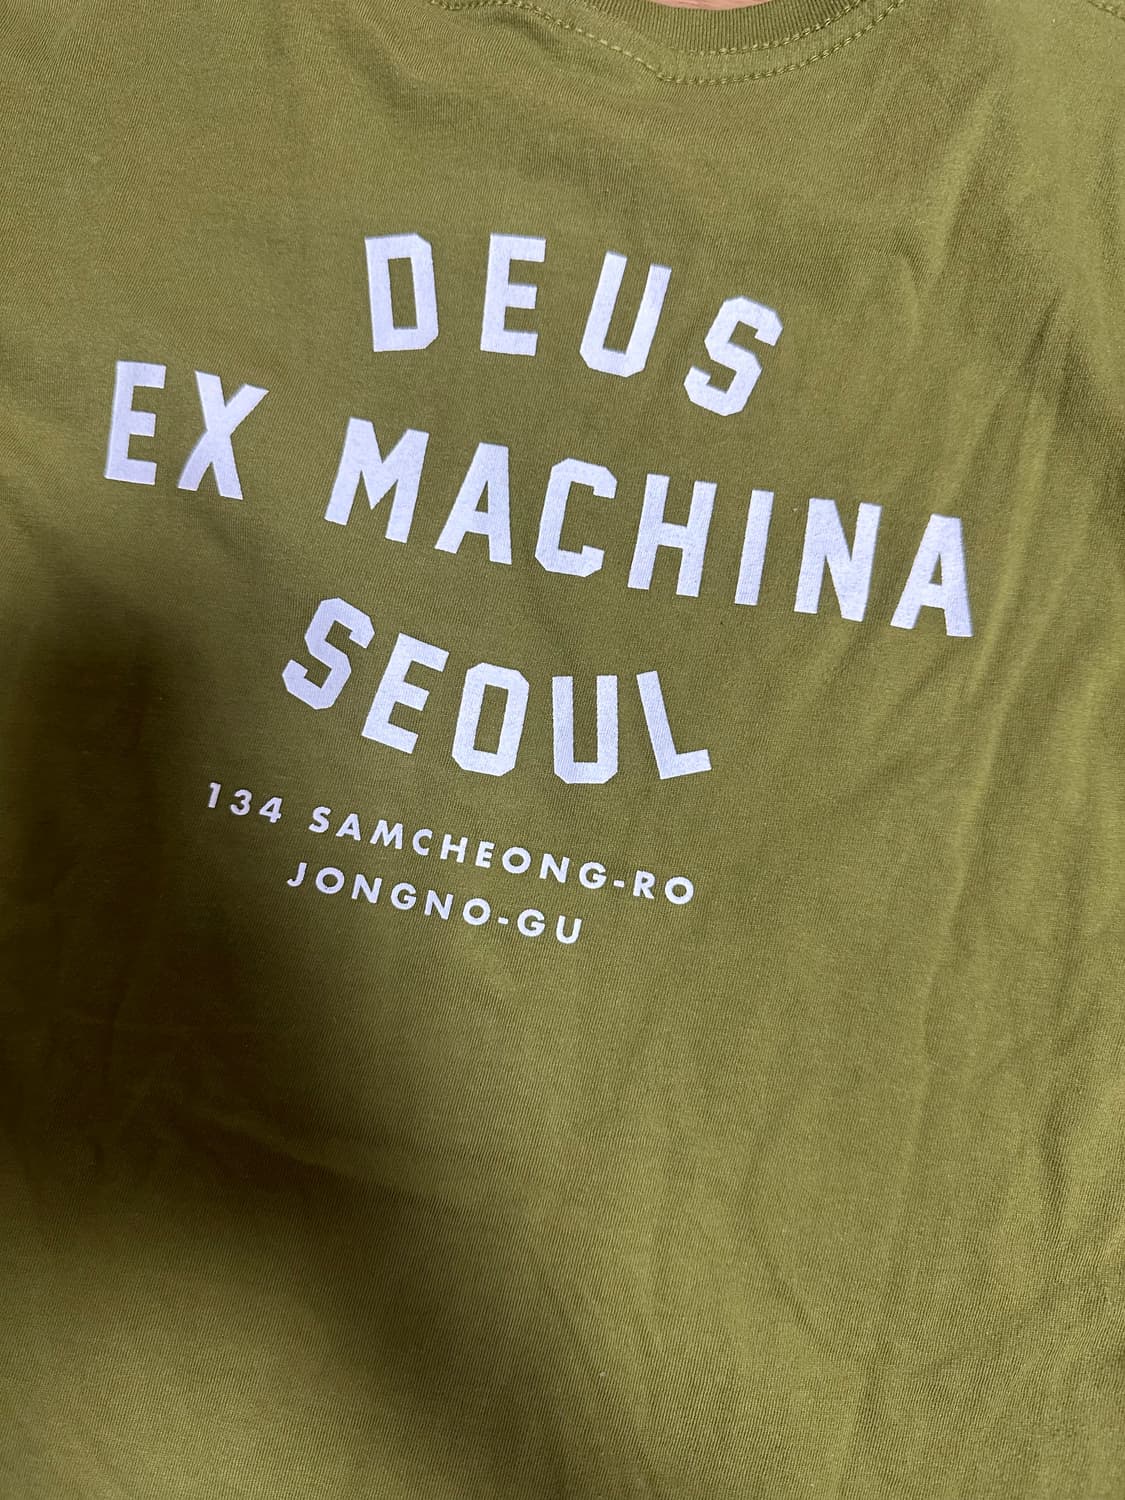 DEUS
EX MACHINA
SEOUL
134 SAMCHEONG-RO
JONGNO-GU